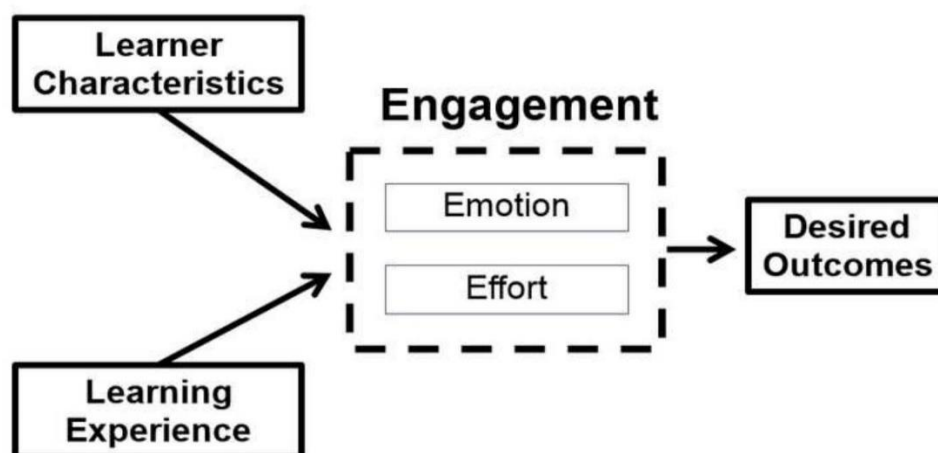 Learner
Characteristics
Engagement
Emotion
Effort
Desired
Outcomes
Learning
Experience